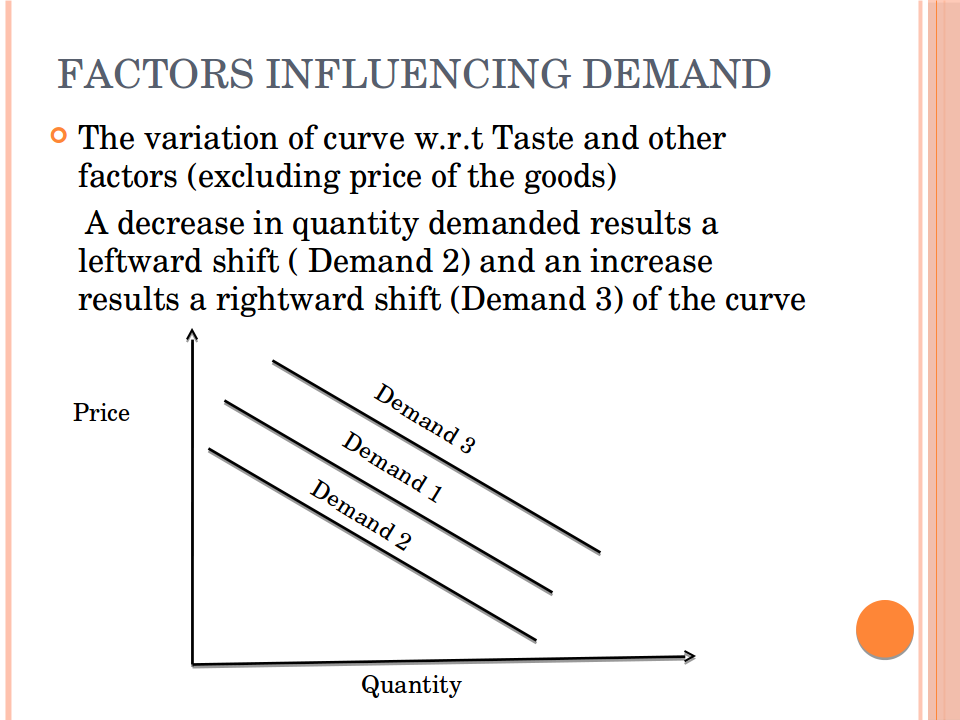 FACTORS INFLUENCING DEMAND
The variation of curve w.r.t Taste and other
factors (excluding price of the goods)
A decrease in quantity demanded results a
leftward shift ( Demand 2) and an increase
results a rightward shift (Demand 3) of the curve
Price
Demand 3
Demand 1
Demand 2
Quantity